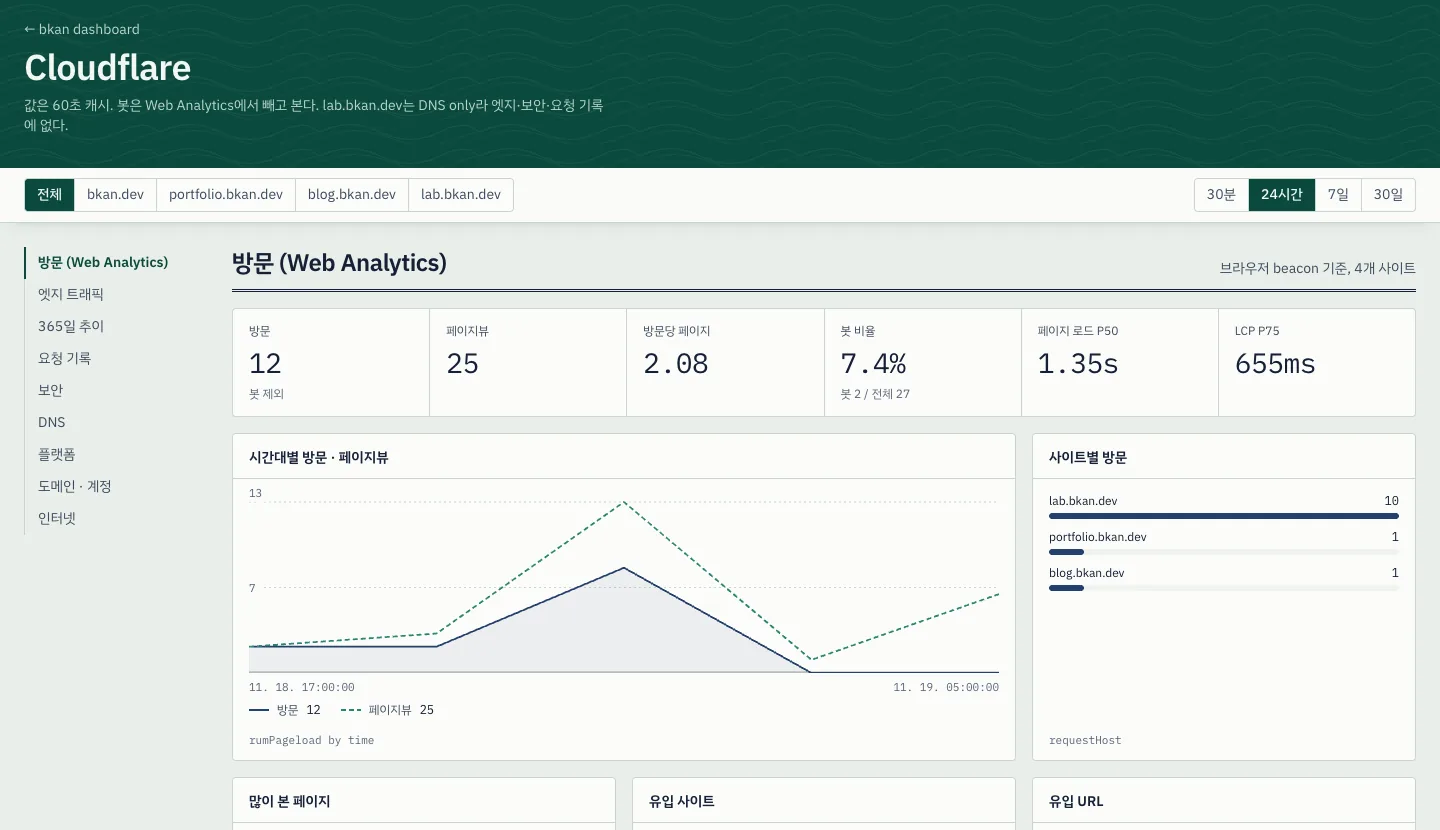 ← bkan dashboard
Cloudflare
값은 60초 캐시. 봇은 Web Analytics에서 빼고 본다. lab.bkan.dev는 DNS only라 엣지·보안·요청 기록
에 없다.
전체 bkan.dev portfolio.bkan.dev blog.bkan.dev lab.bkan.dev
30분 24시간 7일 30일
방문 (Web Analytics)
엣지 트래픽
365일 추이
요청 기록
보안
DNS
플랫폼
도메인 · 계정
인터넷
방문 (Web Analytics)
브라우저 beacon 기준, 4개 사이트
방문
12
봇 제외
페이지뷰
25
방문당 페이지
2.08
봇 비율
7.4%
봇 2 / 전체 27
페이지 로드 P50
1.35s
LCP P75
655ms
시간대별 방문 · 페이지뷰
13
7
11. 18. 17:00:00 11. 19. 05:00:00
방문 12 페이지뷰 25
rumPageload by time
사이트별 방문
lab.bkan.dev 10
portfolio.bkan.dev 1
blog.bkan.dev 1
requestHost
많이 본 페이지
유입 사이트
유입 URL